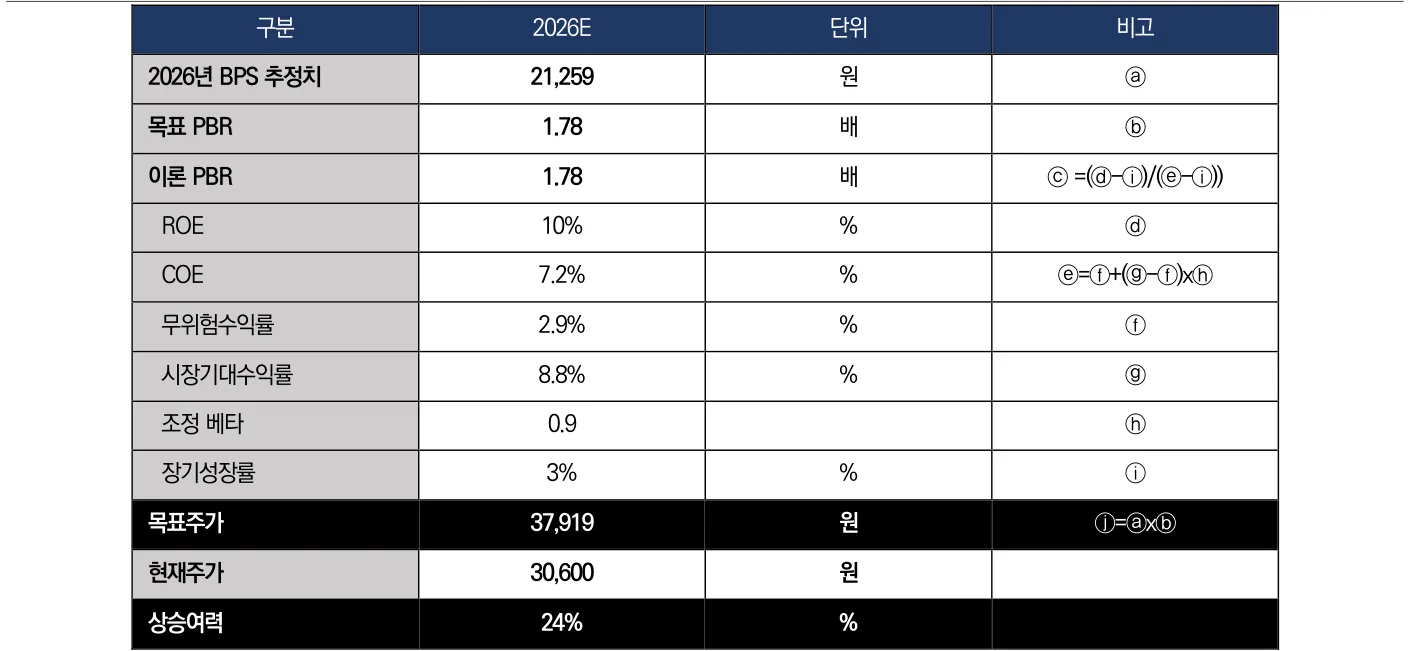 구분 2026E 단위 비고
2026년 BPS 추정치 21,259 원 ⓐ
목표 PBR 1.78 배 ⓑ
이론 PBR 1.78 배 ⓒ =(ⓓ-ⓘ)/(ⓔ-ⓘ))
ROE 10% % ⓓ
COE 7.2% % ⓔ=ⓕ+(ⓖ-ⓕ)xⓗ
무위험수익률 2.9% % ⓕ
시장기대수익률 8.8% % ⓖ
조정 베타 0.9 ⓗ
장기성장률 3% % ⓘ
목표주가 37,919 원 ⓙ=ⓐxⓑ
현재주가 30,600 원
상승여력 24% %